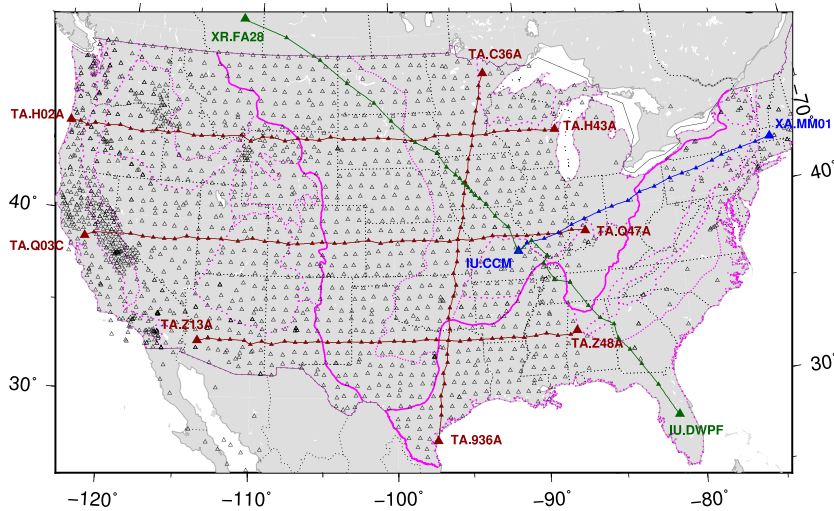 XR.FA28
TA.C36A
−70°
TA.H02A
TA.H43A
XA.MM01
40°
40°
TA.Q03C
TA.Q47A
IU.CCM
TA.Z13A
TA.Z48A
30°
30°
IU.DWPF
TA.936A
−120°
−110°
−100°
−90°
−80°